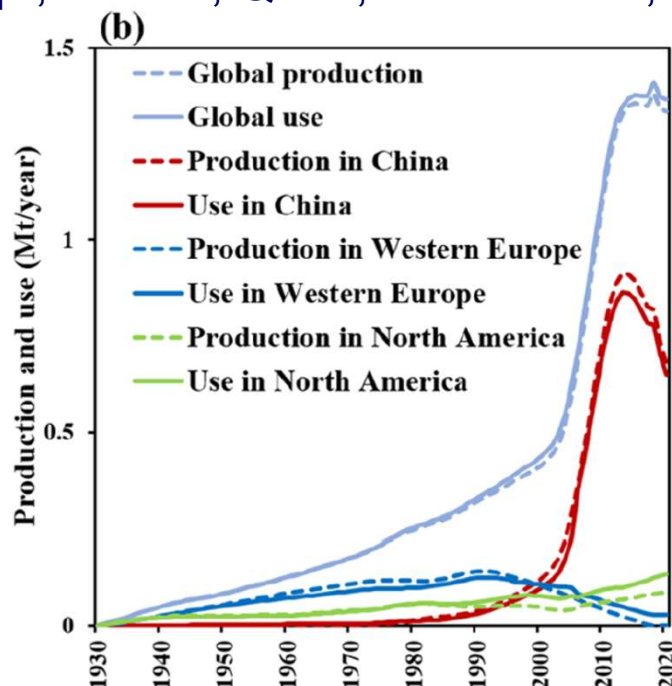 (b)
1.5
1
0.5
0
Production and use (Mt/year)
Global production
Global use
Production in China
Use in China
Production in Western Europe
Use in Western Europe
Production in North America
Use in North America
1930
1940
1950
1960
1970
1980
1990
2000
2010
2020